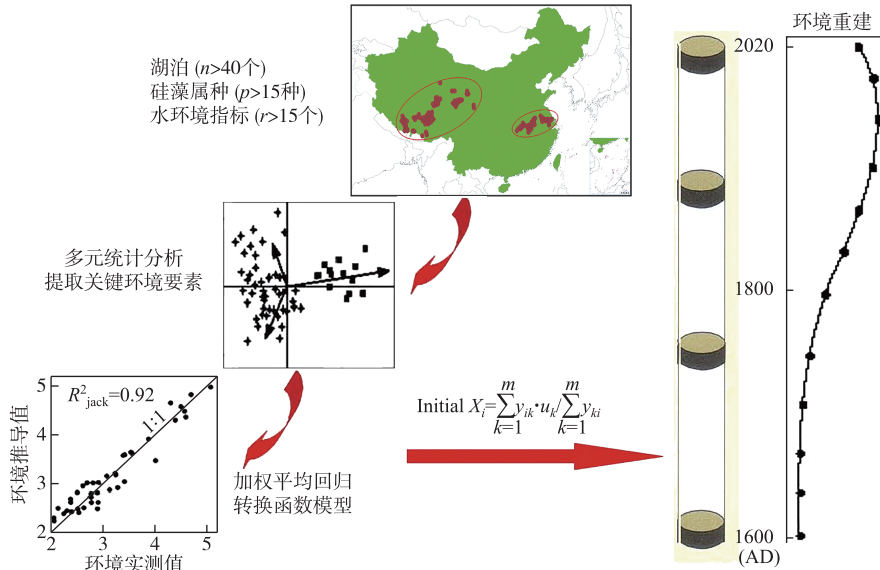 湖泊 (n>40个)
硅藻属种 (p>15种)
水环境指标 (r>15个)
多元统计分析
提取关键环境要素
R²jack=0.92
1:1
环境推导值
5
4
3
2
2
3
4
5
环境实测值
加权平均回归
转换函数模型
Initial Xi=∑(k=1, m) yik·uk/∑(k=1, m) yki
环境重建
2020
1800
1600
(AD)